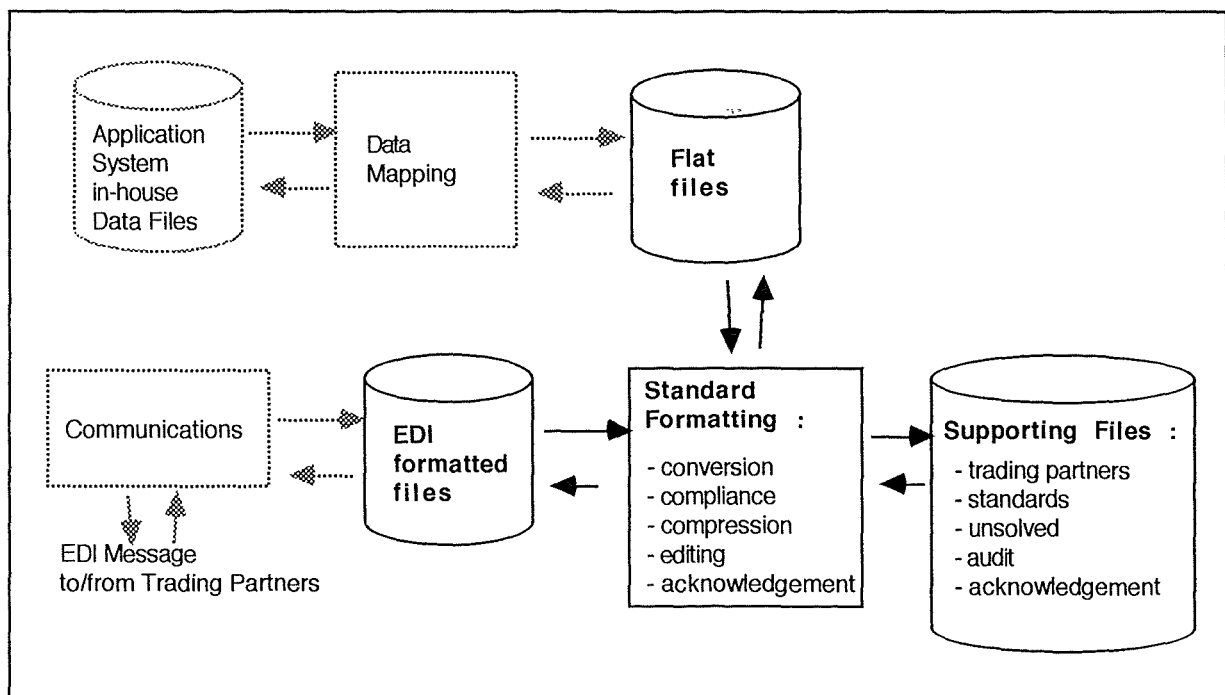 Application
System
in-house
Data Files
Data
Mapping
Flat
files
Communications
EDI Message
to/from Trading Partners
EDI
formatted
files
Standard
Formatting :
- conversion
- compliance
- compression
- editing
- acknowledgement
Supporting Files :
- trading partners
- standards
- unsolved
- audit
- acknowledgement